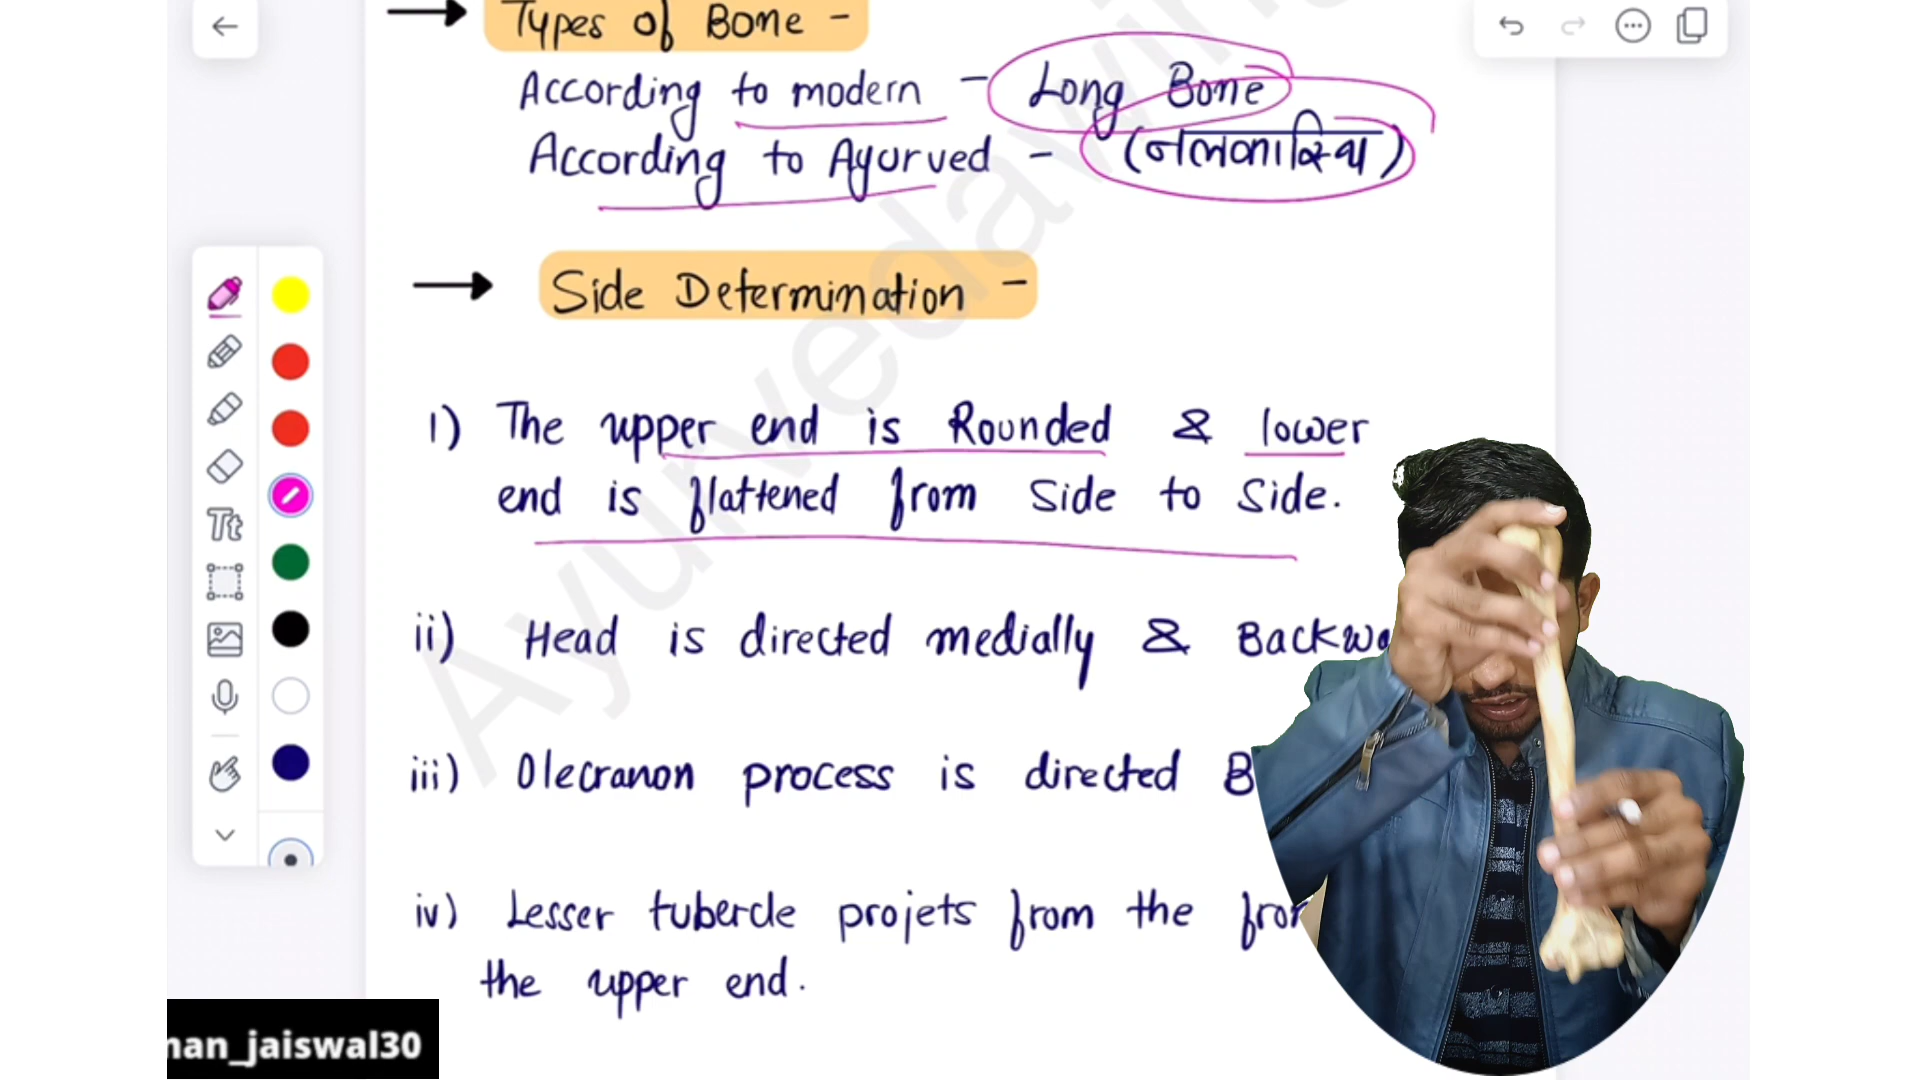 Types of Bone -
According to modern - Long Bone
According to Ayurved - (नलकास्थि)
Side Determination -
i) The upper end is Rounded & lower
end is flattened from Side to Side.
ii) Head is directed medially & Backwa
iii) Olecranon process is directed B
iv) Lesser tubercle projets from the fron
the upper end.
Tt
nan_jaiswal30
Ayurvedavin